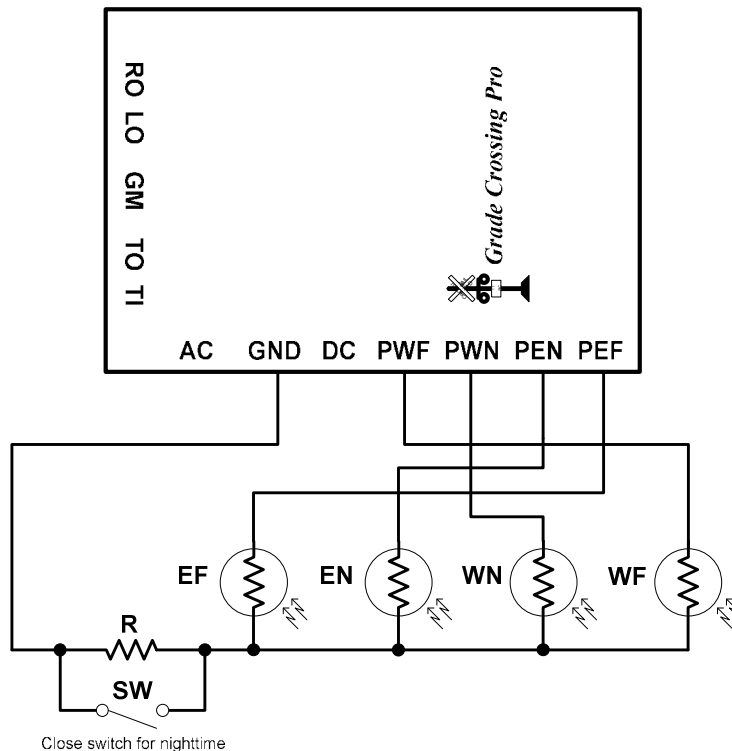 RO LO GM TO TI
Grade Crossing Pro
AC GND DC PWF PWN PEN PEF
EF EN WN WF
R
SW
Close switch for nighttime